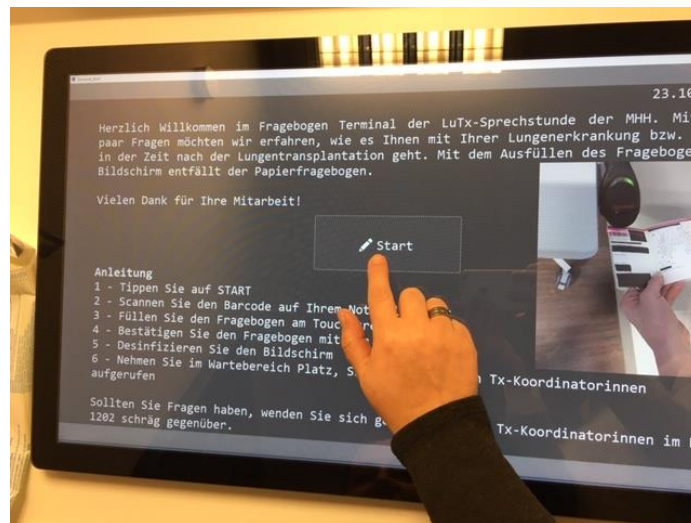 23.10
Herzlich Willkommen im Fragebogen Terminal der LuTx-Sprechstunde der MHH. Mi
paar Fragen möchten wir erfahren, wie es Ihnen mit Ihrer Lungenerkrankung bzw.
in der Zeit nach der Lungentransplantation geht. Mit dem Ausfüllen des Frageboge
Bildschirm entfällt der Papierfragebogen.
Vielen Dank für Ihre Mitarbeit!
Start
Anleitung
1 - Tippen Sie auf START
2 - Scannen Sie den Barcode auf Ihrem Not
3 - Füllen Sie den Fragebogen am Touc
4 - Bestätigen Sie den Fragebogen mit
5 - Desinfizieren Sie den Bildschirm
6 - Nehmen Sie im Wartebereich Platz, S Tx-Koordinatorinnen
aufgerufen
Sollten Sie Fragen haben, wenden Sie sich g Tx-Koordinatorinnen im
1202 schräg gegenüber.